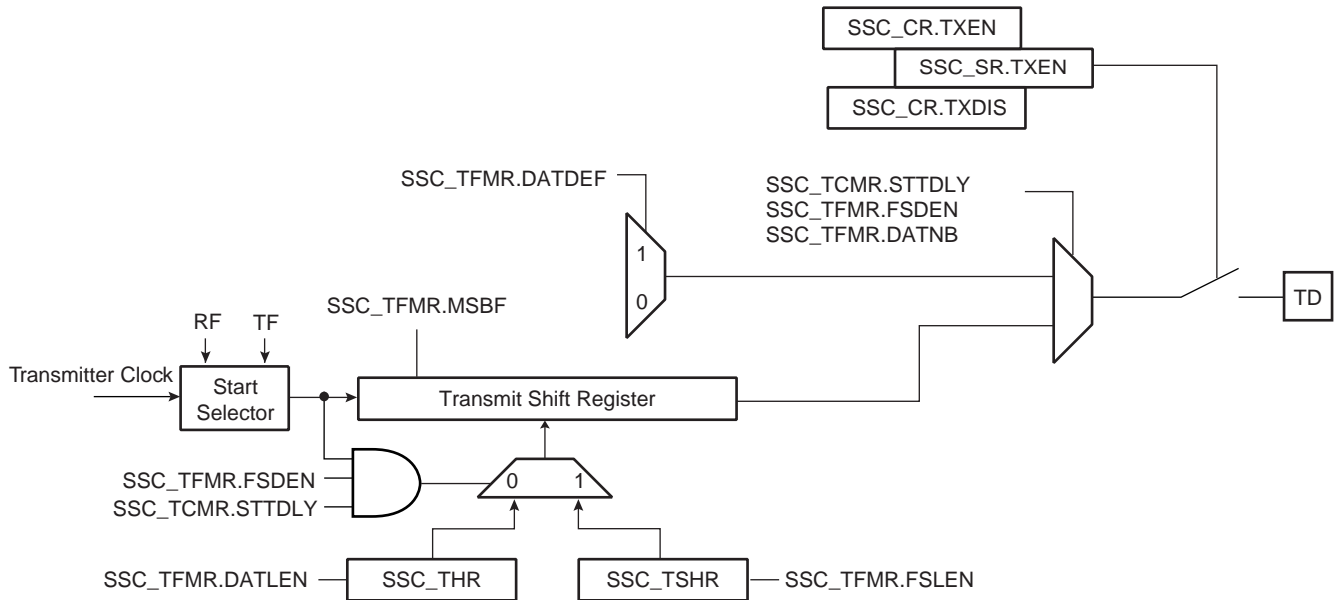 SSC_CR.TXEN
SSC_SR.TXEN
SSC_CR.TXDIS
SSC_TFMR.DATDEF
SSC_TCMR.STTDLY
SSC_TFMR.FSDEN
SSC_TFMR.DATNB
1
0
TD
SSC_TFMR.MSBF
RF
TF
Transmitter Clock
Start
Selector
Transmit Shift Register
SSC_TFMR.FSDEN
SSC_TCMR.STTDLY
0
1
SSC_TFMR.DATLEN
SSC_THR
SSC_TSHR
SSC_TFMR.FSLEN